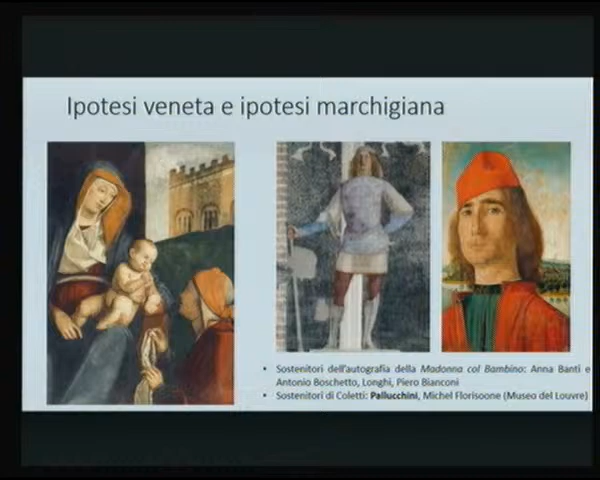 Ipotesi veneta e ipotesi marchigiana
• Sostenitori dell'autografia della Madonna col Bambino: Anna Banti e
Antonio Boschetto, Longhi, Piero Bianconi
• Sostenitori di Coletti: Pallucchini, Michel Florisoone (Museo del Louvre)